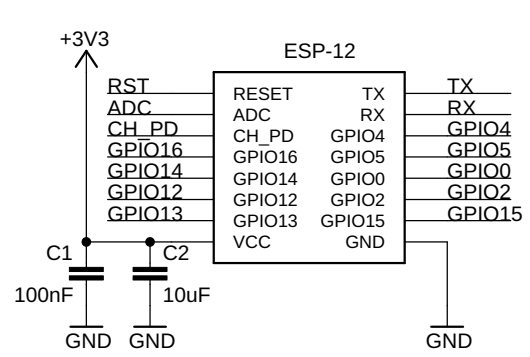 +3V3
ESP-12
RST RESET TX TX
ADC ADC RX RX
CH_PD CH_PD GPIO4 GPIO4
GPIO16 GPIO16 GPIO5 GPIO5
GPIO14 GPIO14 GPIO0 GPIO0
GPIO12 GPIO12 GPIO2 GPIO2
GPIO13 GPIO13 GPIO15 GPIO15
VCC GND
C1 C2
100nF 10uF
GND GND GND